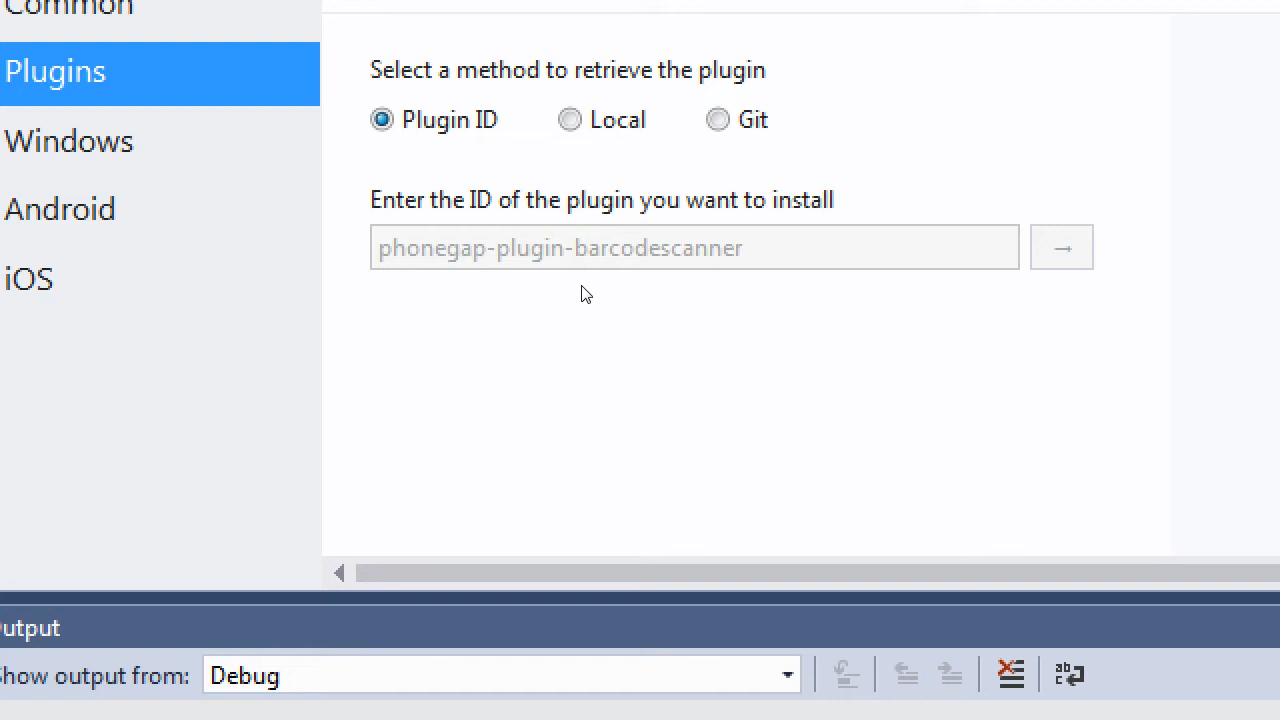 Common
Plugins
Windows
Android
iOS
Select a method to retrieve the plugin
Plugin ID Local Git
Enter the ID of the plugin you want to install
phonegap-plugin-barcodescanner →
utput
how output from: Debug